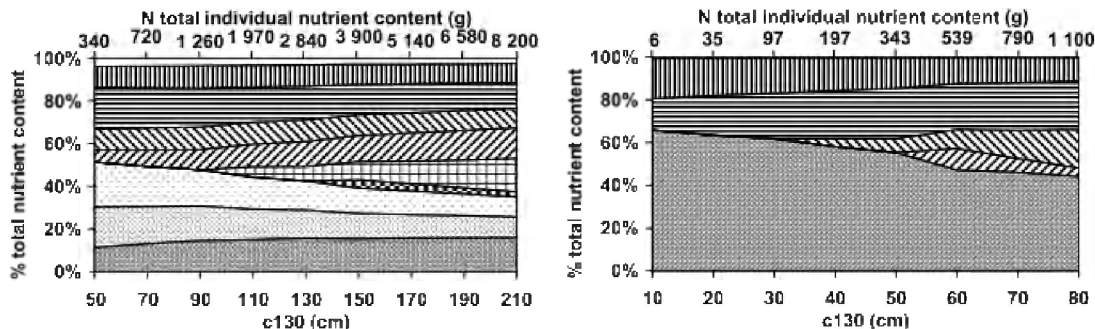 N total individual nutrient content (g)
340 720 1 260 1 970 2 840 3 900 5 140 6 580 8 200
100%
80%
60%
40%
20%
0%
% total nutrient content
50 70 90 110 130 150 170 190 210
c130 (cm)
N total individual nutrient content (g)
6 35 97 197 343 539 790 1 100
100%
80%
60%
40%
20%
0%
% total nutrient content
10 20 30 40 50 60 70 80
c130 (cm)